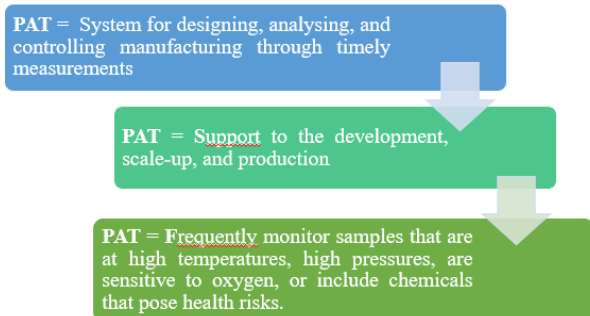 PAT = System for designing, analysing, and
controlling manufacturing through timely
measurements
PAT = Support to the development,
scale-up, and production
PAT = Frequently monitor samples that are
at high temperatures, high pressures, are
sensitive to oxygen, or include chemicals
that pose health risks.